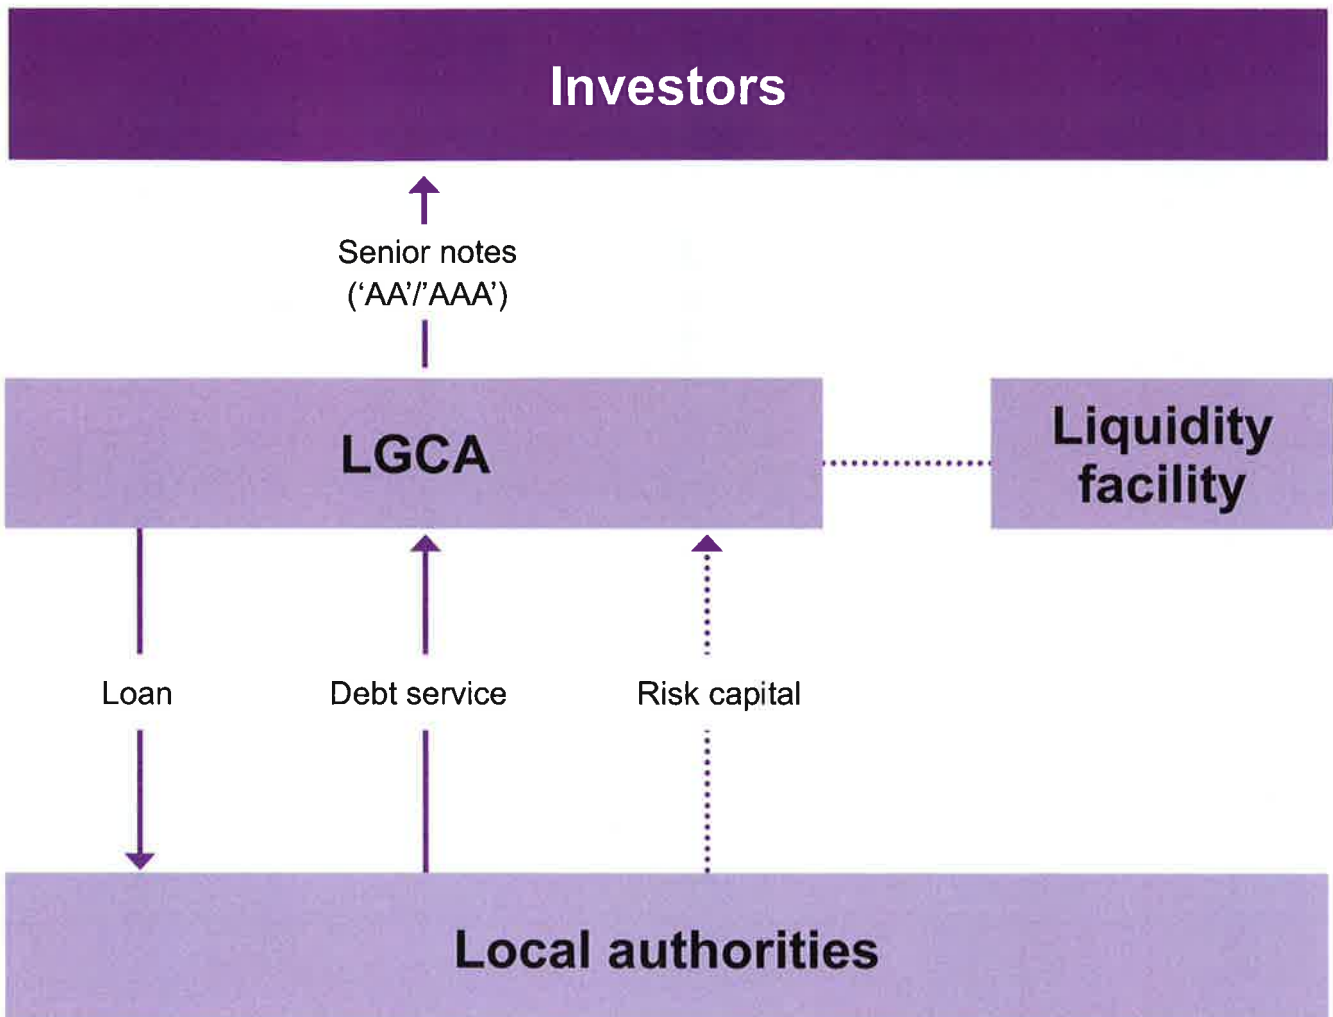 Investors
Senior notes
(‘AA’/’AAA’)
LGCA
Liquidity
facility
Loan
Debt service
Risk capital
Local authorities